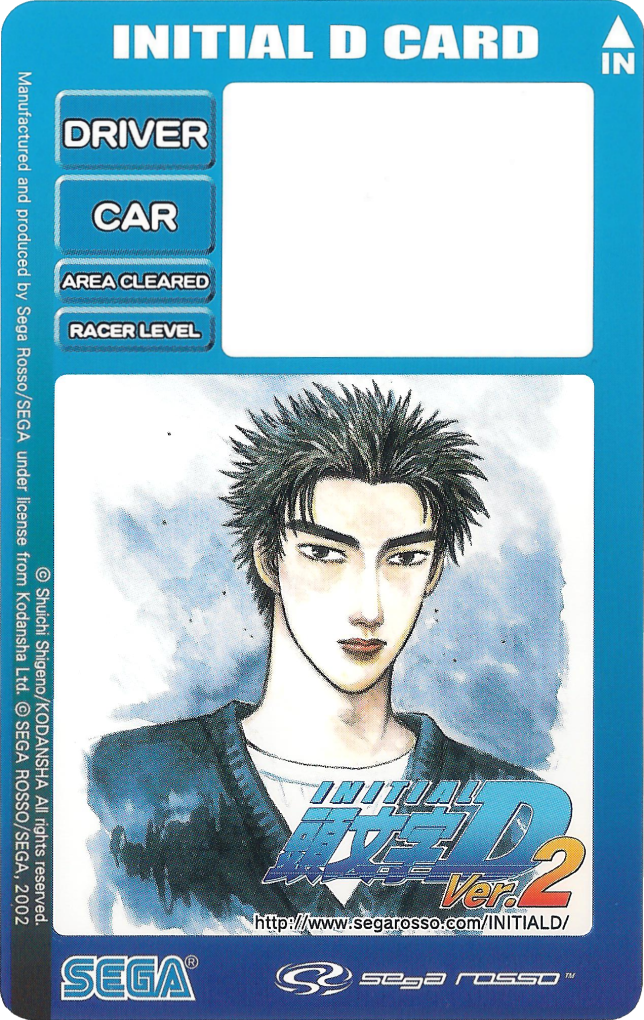 INITIAL D CARD
IN
DRIVER
CAR
AREA CLEARED
RACER LEVEL
Manufactured and produced by Sega Rosso/SEGA under license from Kodansha Ltd. © SEGA ROSSO/SEGA, 2002
© Shuichi Shigeno/KODANSHA All rights reserved.
INITIAL
頭文字D
Ver.2
http://www.segarosso.com/INITIALD/
SEGA®
sega rosso™